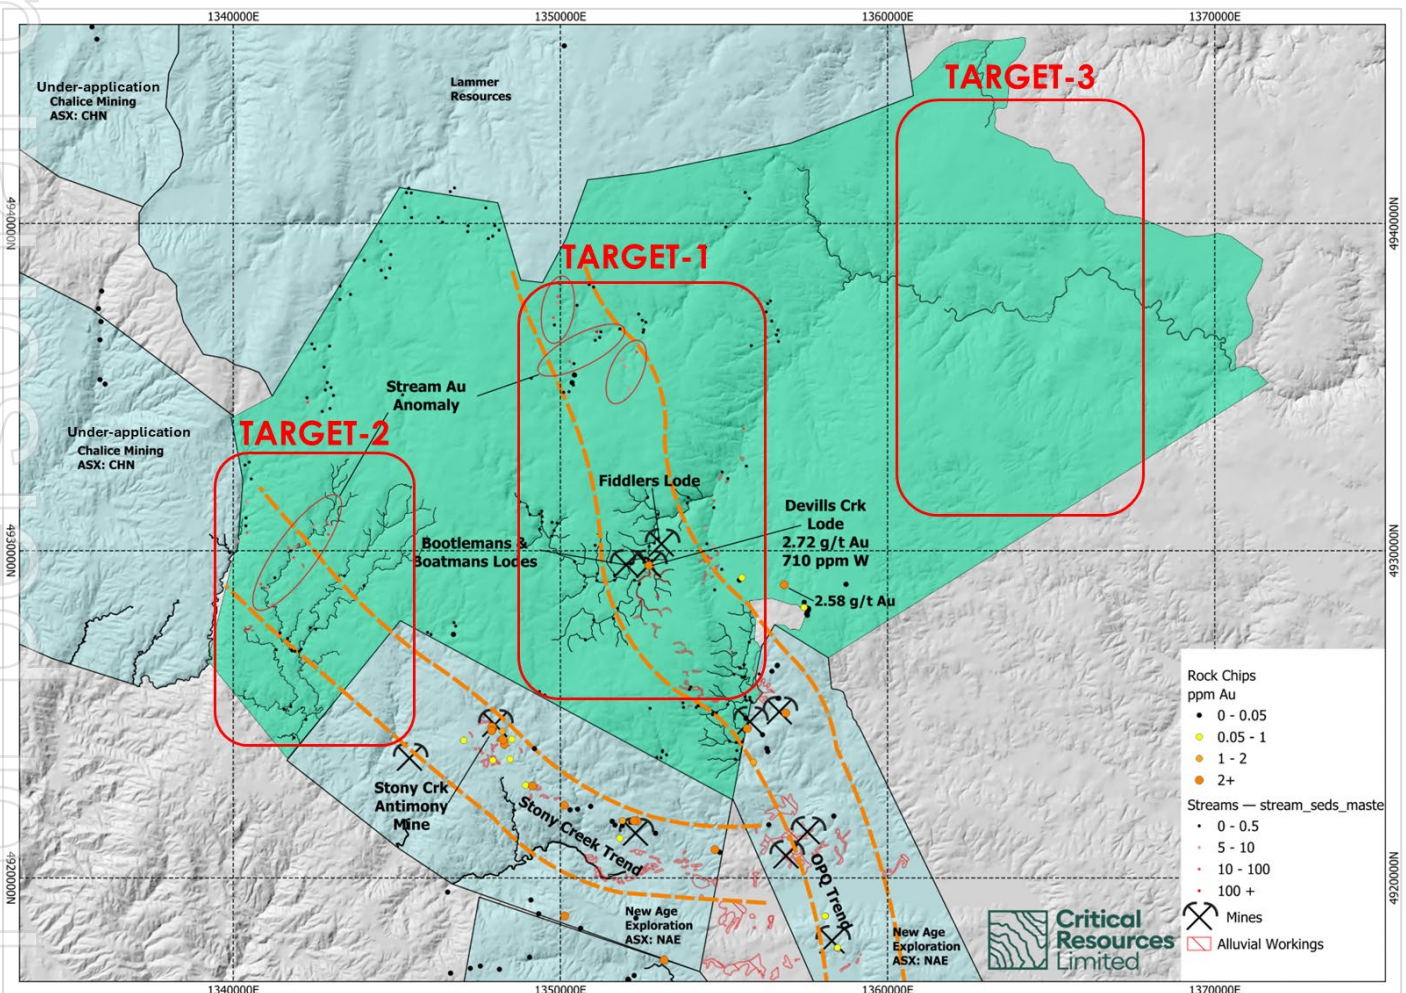 1340000E
1350000E
1360000E
1370000E
Under-application
Chalice Mining
ASX: CHN
Lammer
Resources
TARGET-3
4940000N
4940000N
TARGET-1
Stream Au
Anomaly
TARGET-2
Under-application
Chalice Mining
ASX: CHN
Fiddlers Lode
Devills Crk
Lode
2.72 g/t Au
710 ppm W
Bootlemans &
Boatmans Lodes
4930000N
4930000N
2.58 g/t Au
Stony Crk
Antimony
Mine
Stony Creek Trend
OPQ Trend
4920000N
4920000N
New Age
Exploration
ASX: NAE
New Age
Exploration
ASX: NAE
Critical
Resources
Limited
Rock Chips
ppm Au
0 - 0.05
0.05 - 1
1 - 2
2+
Streams — stream_seds_maste
0 - 0.5
5 - 10
10 - 100
100 +
Mines
Alluvial Workings
1340000E
1350000E
1360000E
1370000E